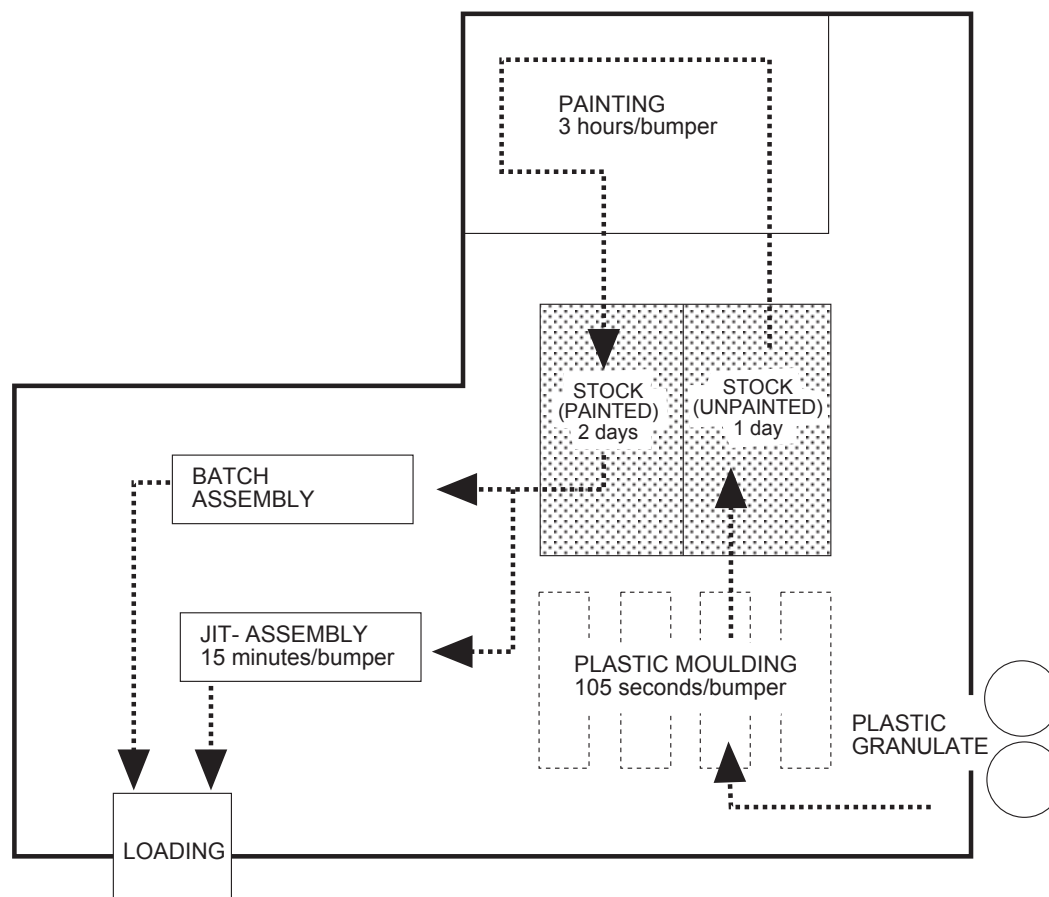 PAINTING
3 hours/bumper
STOCK
(PAINTED)
2 days
STOCK
(UNPAINTED)
1 day
BATCH
ASSEMBLY
JIT- ASSEMBLY
15 minutes/bumper
PLASTIC MOULDING
105 seconds/bumper
PLASTIC
GRANULATE
LOADING